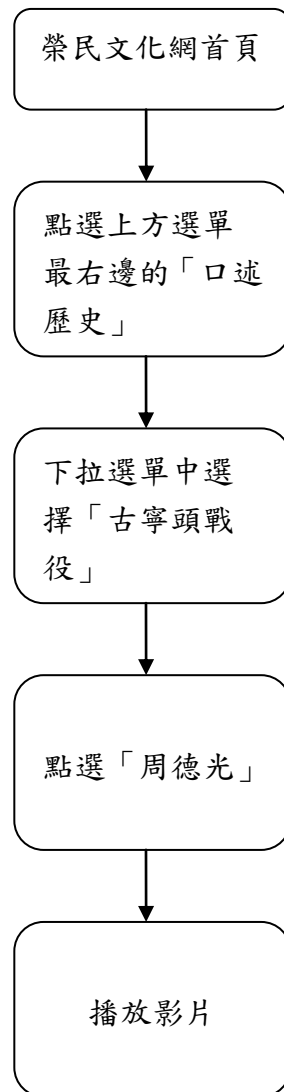 榮民文化網首頁
點選上方選單
最右邊的「口述
歷史」
下拉選單中選
擇「古寧頭戰
役」
點選「周德光」
播放影片